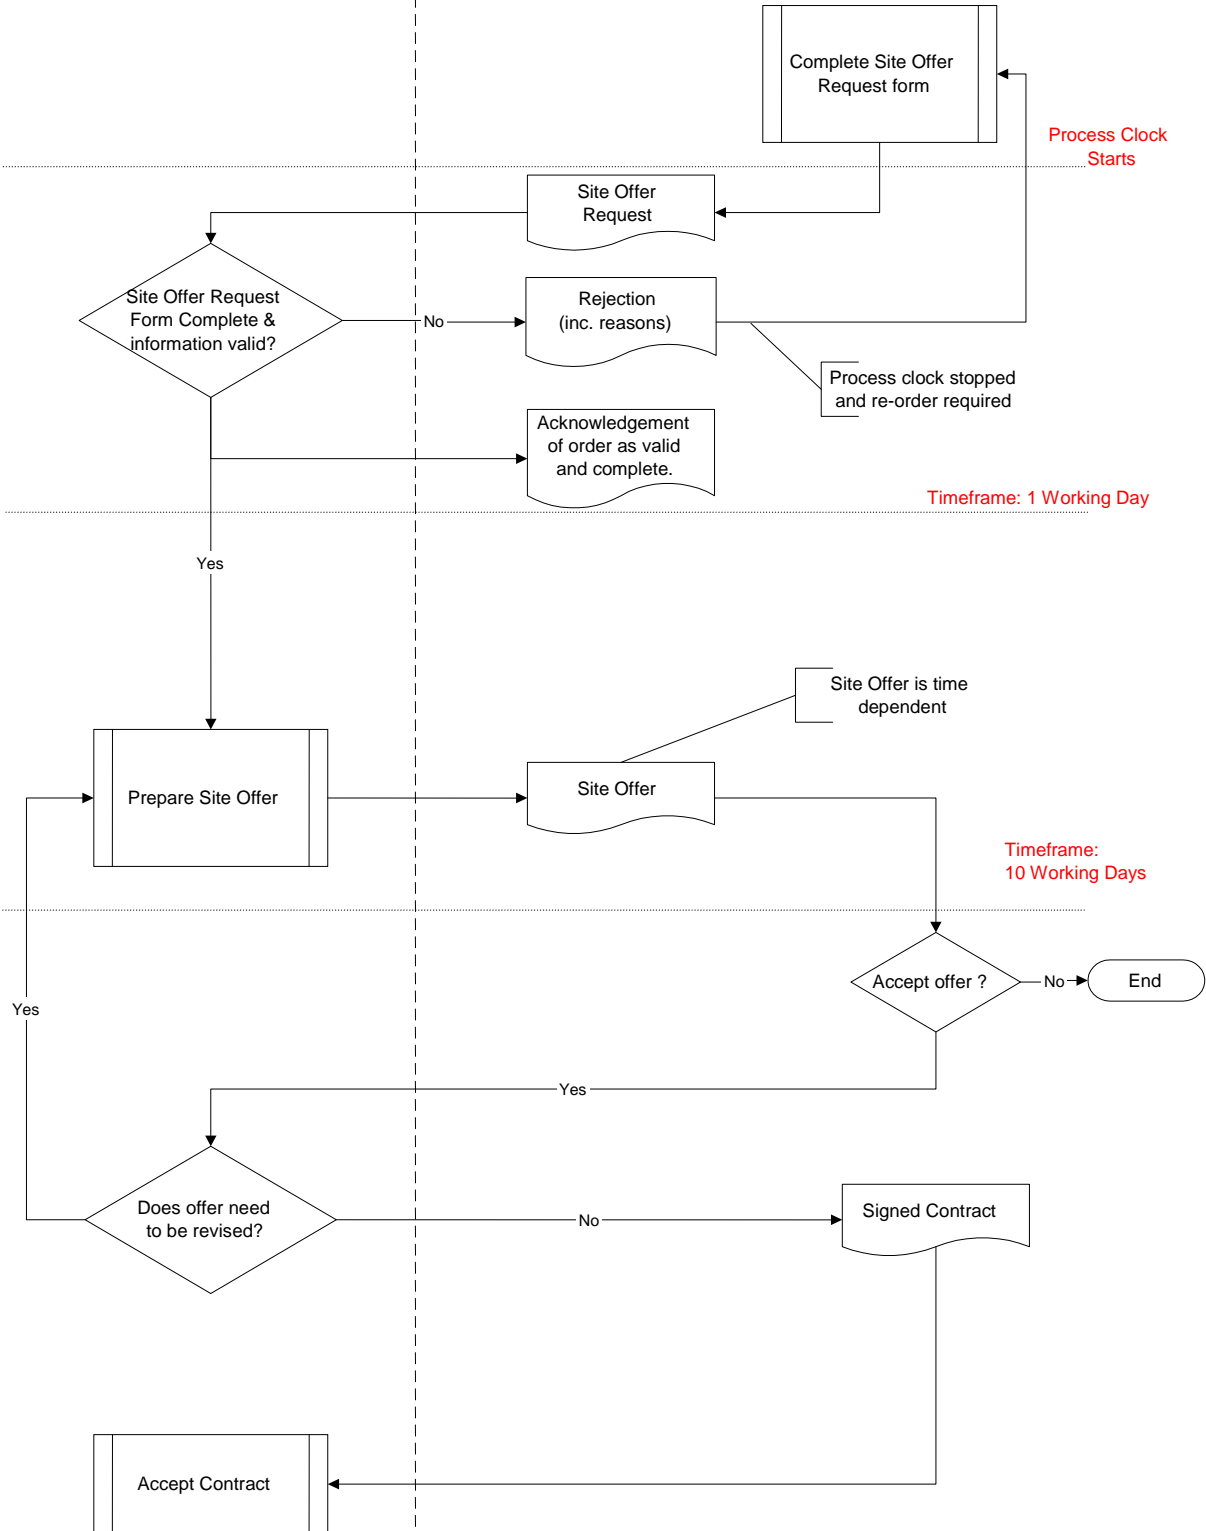 Complete Site Offer
Request form
Process Clock
Starts
Site Offer
Request
Site Offer Request
Form Complete &
information valid?
No
Rejection
(inc. reasons)
Process clock stopped
and re-order required
Acknowledgement
of order as valid
and complete.
Timeframe: 1 Working Day
Yes
Site Offer is time
dependent
Prepare Site Offer
Site Offer
Timeframe:
10 Working Days
Accept offer ?
No
End
Yes
Yes
Does offer need
to be revised?
No
Signed Contract
Accept Contract